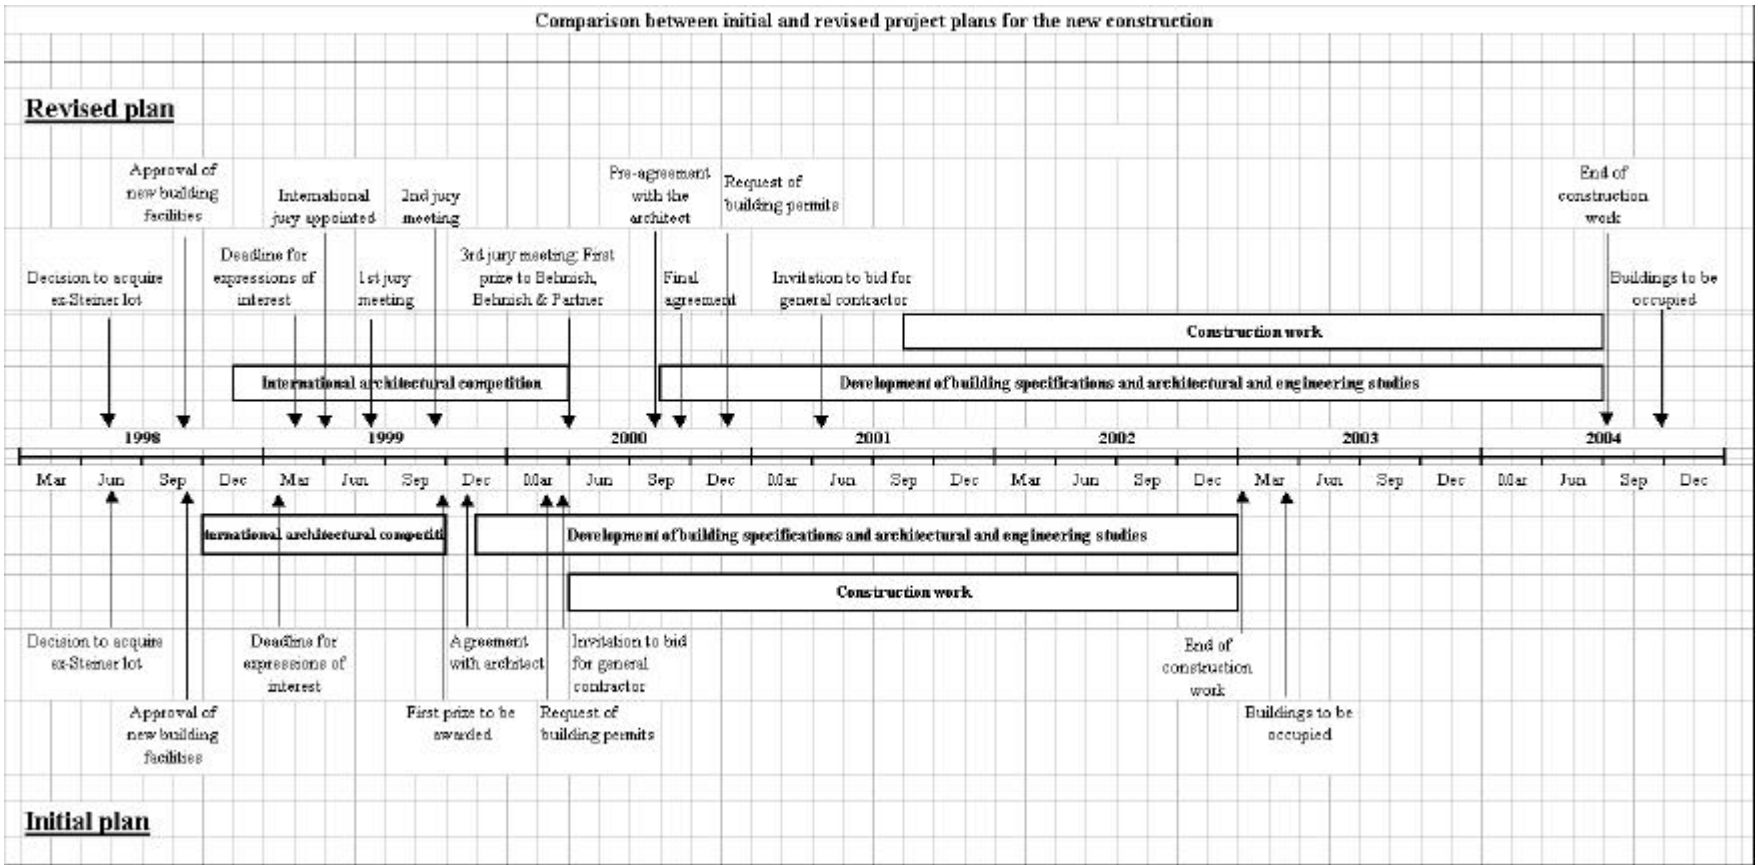 Comparison between initial and revised project plans for the new construction
Revised plan
Approval of
new building
facilities
International
jury appointed
2nd jury
meeting
Pre-agreement
with the
architect
Request of
building permits
End of
construction
work
Decision to acquire
ex-Steiner lot
Deadline for
expressions of
interest
1st jury
meeting
3rd jury meeting: First
prize to Behnish,
Behnish & Partner
Final
agreement
Invitation to bid for
general contractor
Buildings to be
occupied
Construction work
International architectural competition
Development of building specifications and architectural and engineering studies
1998 1999 2000 2001 2002 2003 2004
Mar Jun Sep Dec Mar Jun Sep Dec Mar Jun Sep Dec Mar Jun Sep Dec Mar Jun Sep Dec Mar Jun Sep Dec Mar Jun Sep Dec
ternational architectural competiti
Development of building specifications and architectural and engineering studies
Construction work
Decision to acquire
ex-Steiner lot
Deadline for
expressions of
interest
Agreement
with architect
Invitation to bid
for general
contractor
End of
construction
work
Approval of
new building
facilities
First prize to be
awarded
Request of
building permits
Buildings to be
occupied
Initial plan